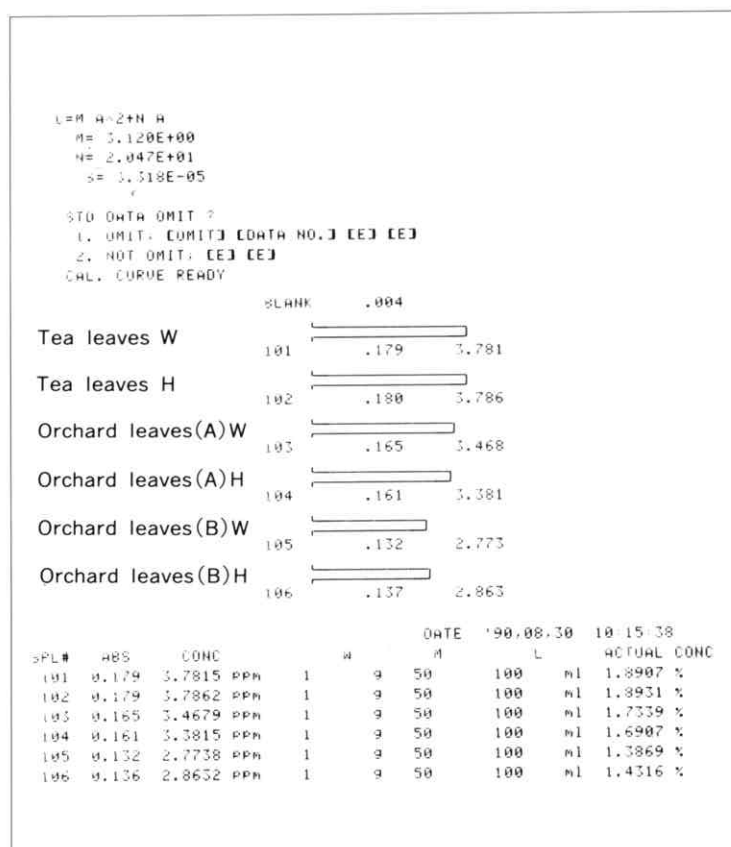 C=M A^2+N A
M= 3.120E+00
N= 2.047E+01
S= 3.318E-05
STD DATA OMIT ?
1. OMIT, [OMIT] [DATA NO.] [E] [E]
2. NOT OMIT, [E] [E]
CAL. CURVE READY
BLANK .004
Tea leaves W
101 .179 3.781
Tea leaves H
102 .180 3.786
Orchard leaves(A)W
103 .165 3.468
Orchard leaves(A)H
104 .161 3.381
Orchard leaves(B)W
105 .132 2.773
Orchard leaves(B)H
106 .137 2.863
DATE '90,08,30 10:15:38
SPL# ABS CONC W M L ACTUAL CONC
101 0.179 3.7815 PPM 1 g 50 100 ml 1.8907 %
102 0.179 3.7862 PPM 1 g 50 100 ml 1.8931 %
103 0.165 3.4679 PPM 1 g 50 100 ml 1.7339 %
104 0.161 3.3815 PPM 1 g 50 100 ml 1.6907 %
105 0.132 2.7738 PPM 1 g 50 100 ml 1.3869 %
106 0.136 2.8632 PPM 1 g 50 100 ml 1.4316 %